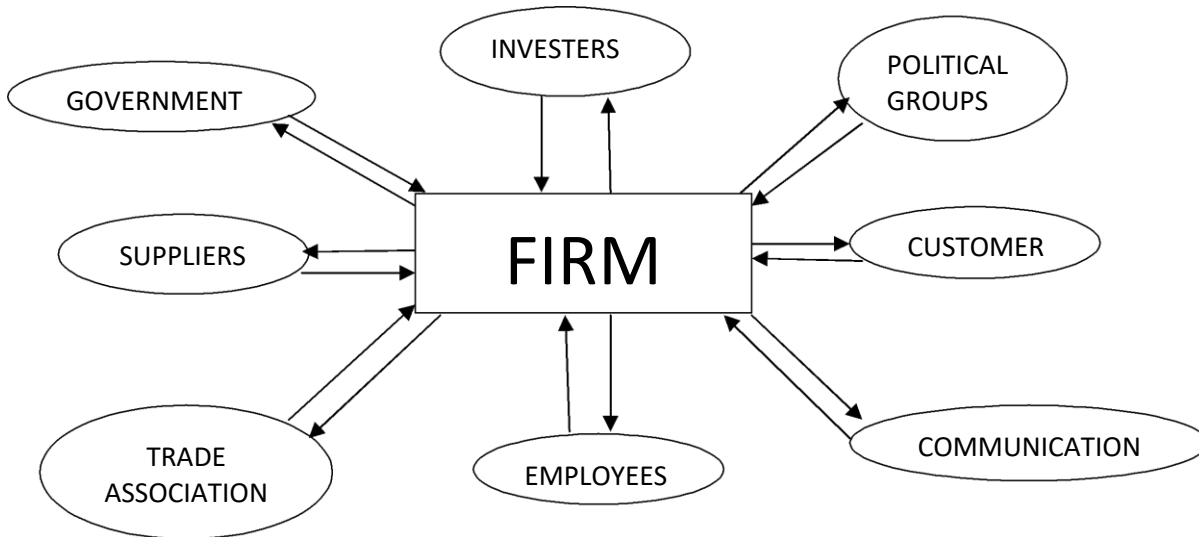 INVESTERS
POLITICAL
GROUPS
GOVERNMENT
SUPPLIERS
FIRM
CUSTOMER
TRADE
ASSOCIATION
EMPLOYEES
COMMUNICATION